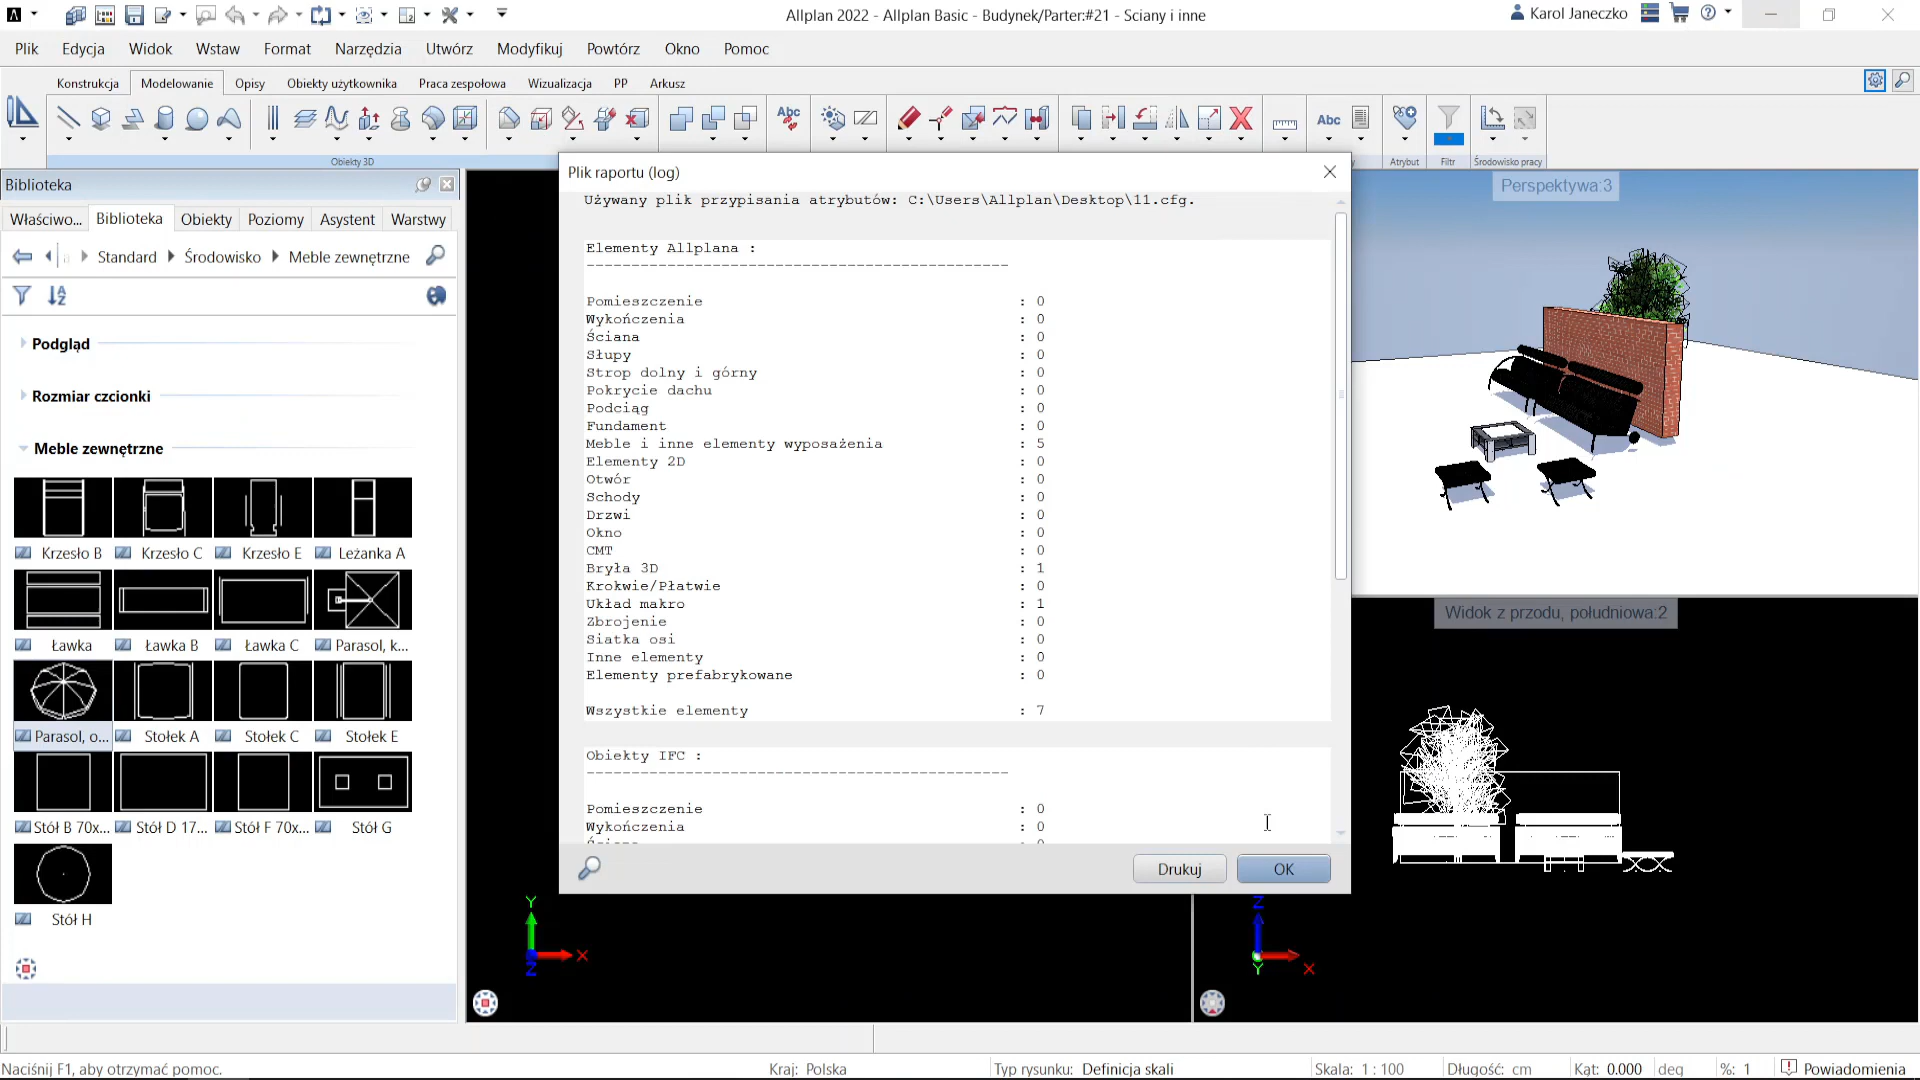 Allplan 2022 - Allplan Basic - Budynek/Parter:#21 - Sciany i inne
Karol Janeczko
Plik Edycja Widok Wstaw Format Narzędzia Utwórz Modyfikuj Powtórz Okno Pomoc
Konstrukcja Modelowanie Opisy Obiekty użytkownika Praca zespołowa Wizualizacja PP Arkusz
Abc
Abc
Obiekty 3D
Atrybut
Filtr
Środowisko pracy
Biblioteka
Właściwo... Biblioteka Obiekty Poziomy Asystent Warstwy
Standard Środowisko Meble zewnętrzne
Podgląd
Rozmiar czcionki
Meble zewnętrzne
Krzesło B Krzesło C Krzesło E Leżanka A
Ławka Ławka B Ławka C Parasol, k...
Parasol, o... Stołek A Stołek C Stołek E
Stół B 70x... Stół D 17... Stół F 70x... Stół G
Stół H
Plik raportu (log)
Używany plik przypisania atrybutów: C:\Users\Allplan\Desktop\11.cfg.
Elementy Allplana :
-----------------------------------------------
Pomieszczenie : 0
Wykończenia : 0
Ściana : 0
Słupy : 0
Strop dolny i górny : 0
Pokrycie dachu : 0
Podciąg : 0
Fundament : 0
Meble i inne elementy wyposażenia : 5
Elementy 2D : 0
Otwór : 0
Schody : 0
Drzwi : 0
Okno : 0
CMT : 0
Bryła 3D : 1
Krokwie/Płatwie : 0
Układ makro : 1
Zbrojenie : 0
Siatka osi : 0
Inne elementy : 0
Elementy prefabrykowane : 0
Wszystkie elementy : 7
Obiekty IFC :
-----------------------------------------------
Pomieszczenie : 0
Wykończenia : 0
Drukuj OK
Perspektywa:3
Widok z przodu, południowa:2
Y
X
Z
Z
X
Y
Naciśnij F1, aby otrzymać pomoc.
Kraj: Polska
Typ rysunku: Definicja skali
Skala: 1 : 100
Długość: cm
Kąt: 0.000 deg
%: 1
Powiadomienia